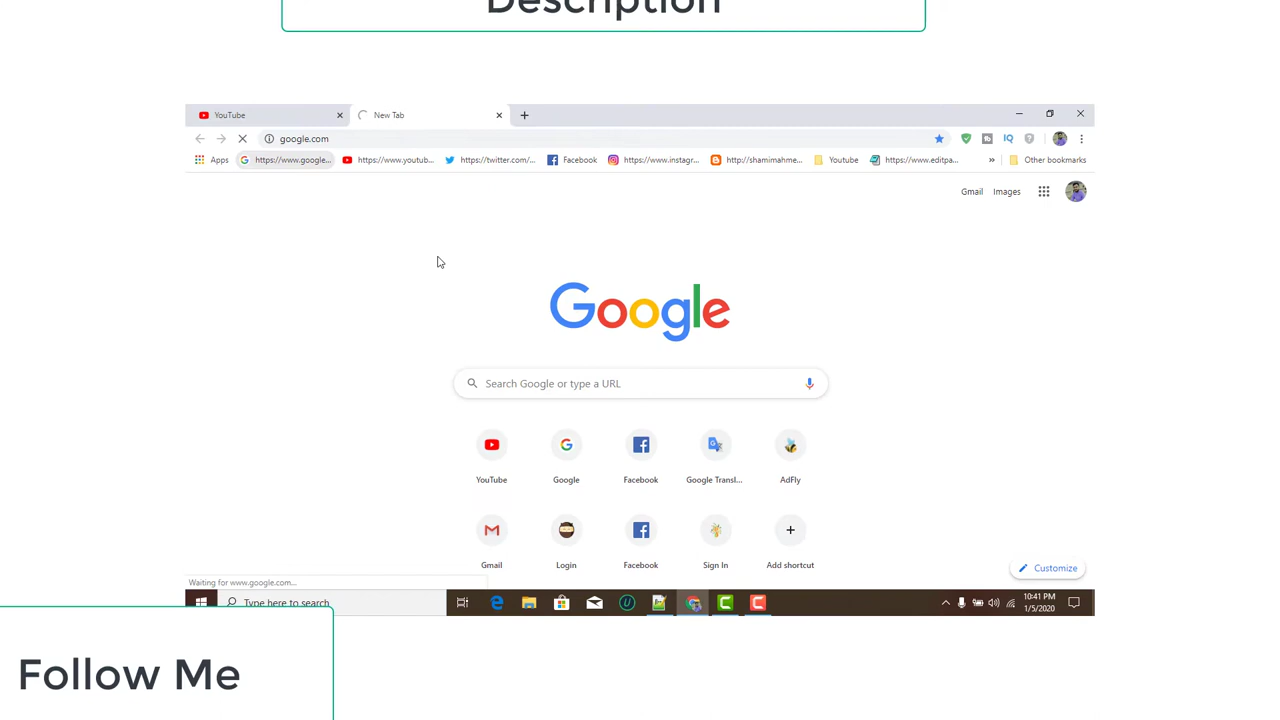 Description
YouTube
New Tab
google.com
Apps
https://www.google...
https://www.youtub...
https://twitter.com/...
Facebook
https://www.instagr...
http://shamimahme...
Youtube
https://www.editpa...
»
Other bookmarks
Gmail
Images
Google
Search Google or type a URL
YouTube
Google
Facebook
Google Transl...
AdFly
Gmail
Login
Facebook
Sign In
Add shortcut
Customize
Waiting for www.google.com...
Type here to search
10:41 PM
1/5/2020
Follow Me